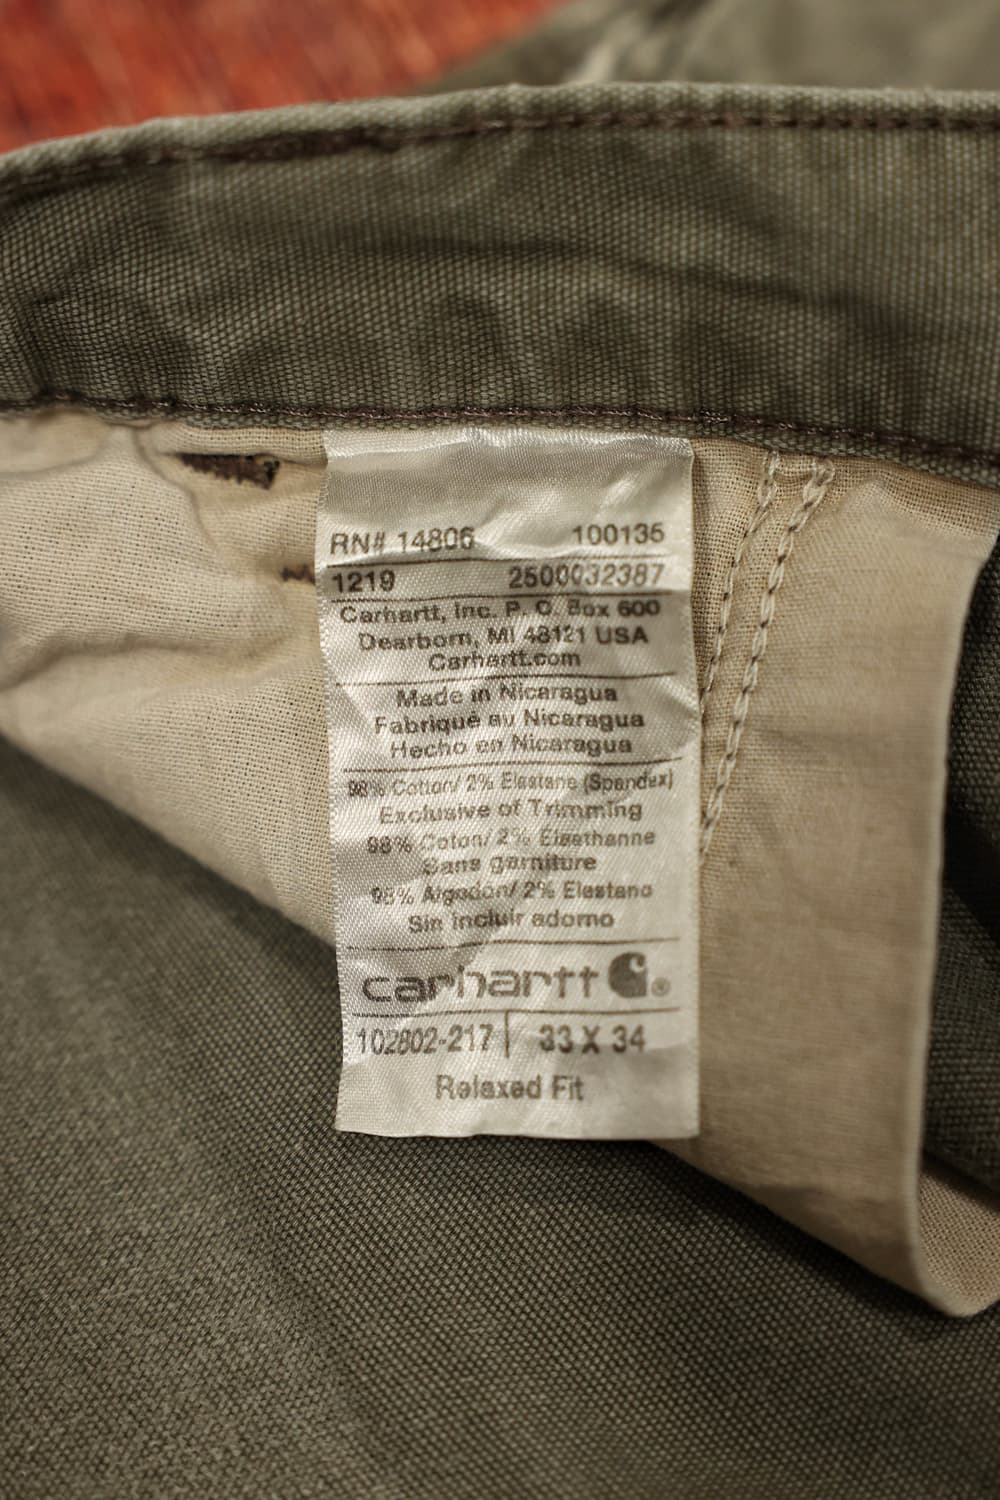 RN# 14806 100135
1219 2500032387
Carhartt, Inc. P. O. Box 600
Dearborn, MI 48121 USA
Carhartt.com
Made in Nicaragua
Fabriqué au Nicaragua
Hecho en Nicaragua
98% Cotton/ 2% Elastane (Spandex)
Exclusive of Trimming
98% Coton/ 2% Elasthanne
Sans garniture
98% Algodon/ 2% Elastano
Sin incluir adorno
carhartt ®
102802-217 | 33 X 34
Relaxed Fit